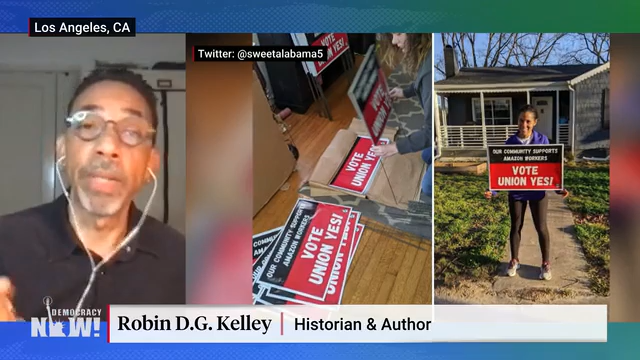 Los Angeles, CA
Twitter: @sweetalabama5
VOTE
UNION YES!
OUR COMMUNITY SUPPORTS
AMAZON WORKERS
VOTE
UNION YES!
OUR COMMUNITY SUPPORTS
AMAZON WORKERS
VOTE
UNION YES!
DEMOCRACY
NOW!
Robin D.G. Kelley
Historian & Author